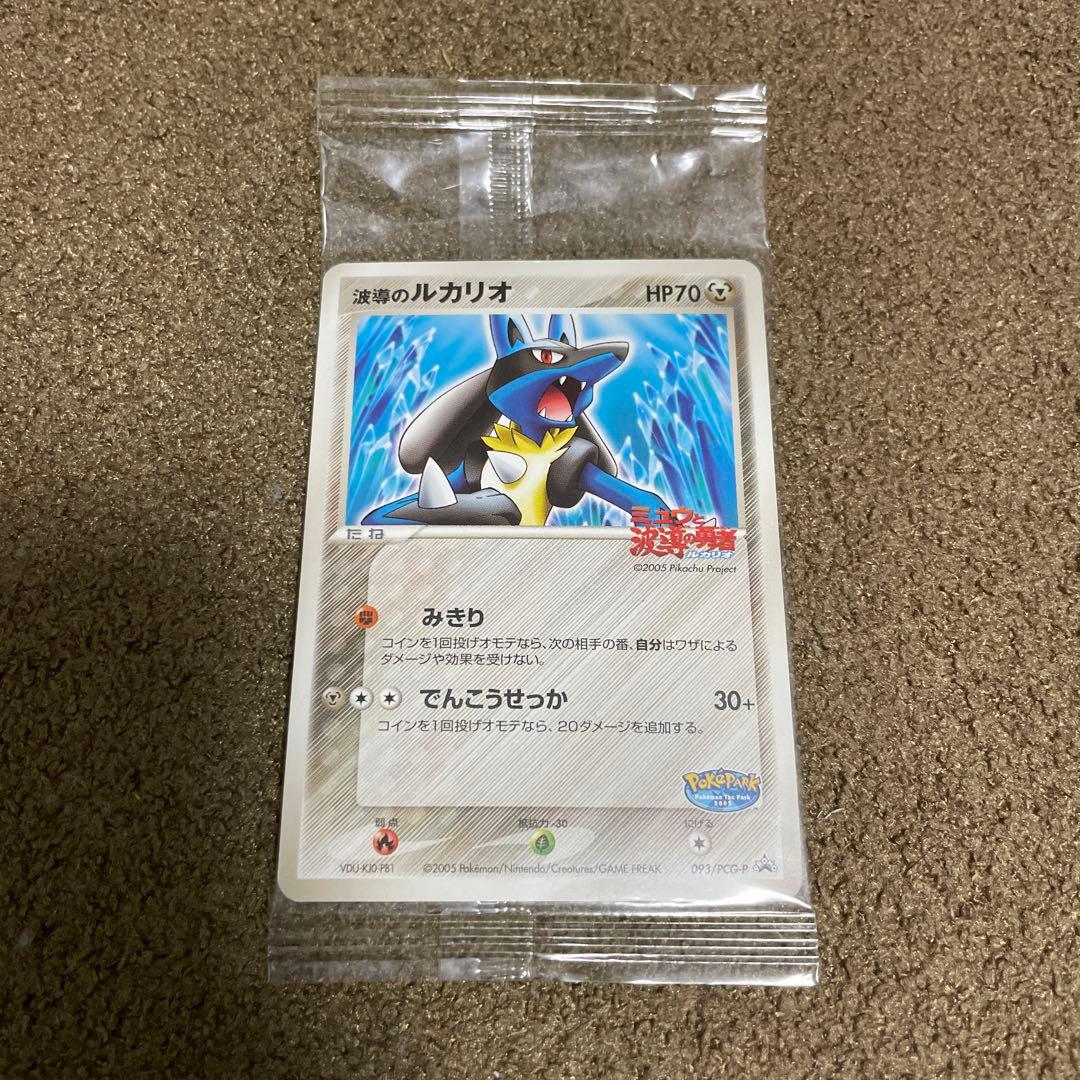 波導のルカリオ HP70
ミュウと
波導の勇者
ルカリオ
©2005 Pikachu Project
たね
みきり
コインを1回投げオモテなら、次の相手の番、自分はワザによる
ダメージや効果を受けない。
でんこうせっか 30+
コインを1回投げオモテなら、20ダメージを追加する。
POKéPARK
Pokémon The Park
2005
弱点 抵抗力 -30 にげる
VDU-KJ0-PB1 ©2005 Pokémon/Nintendo/Creatures/GAME FREAK 093/PCG-P